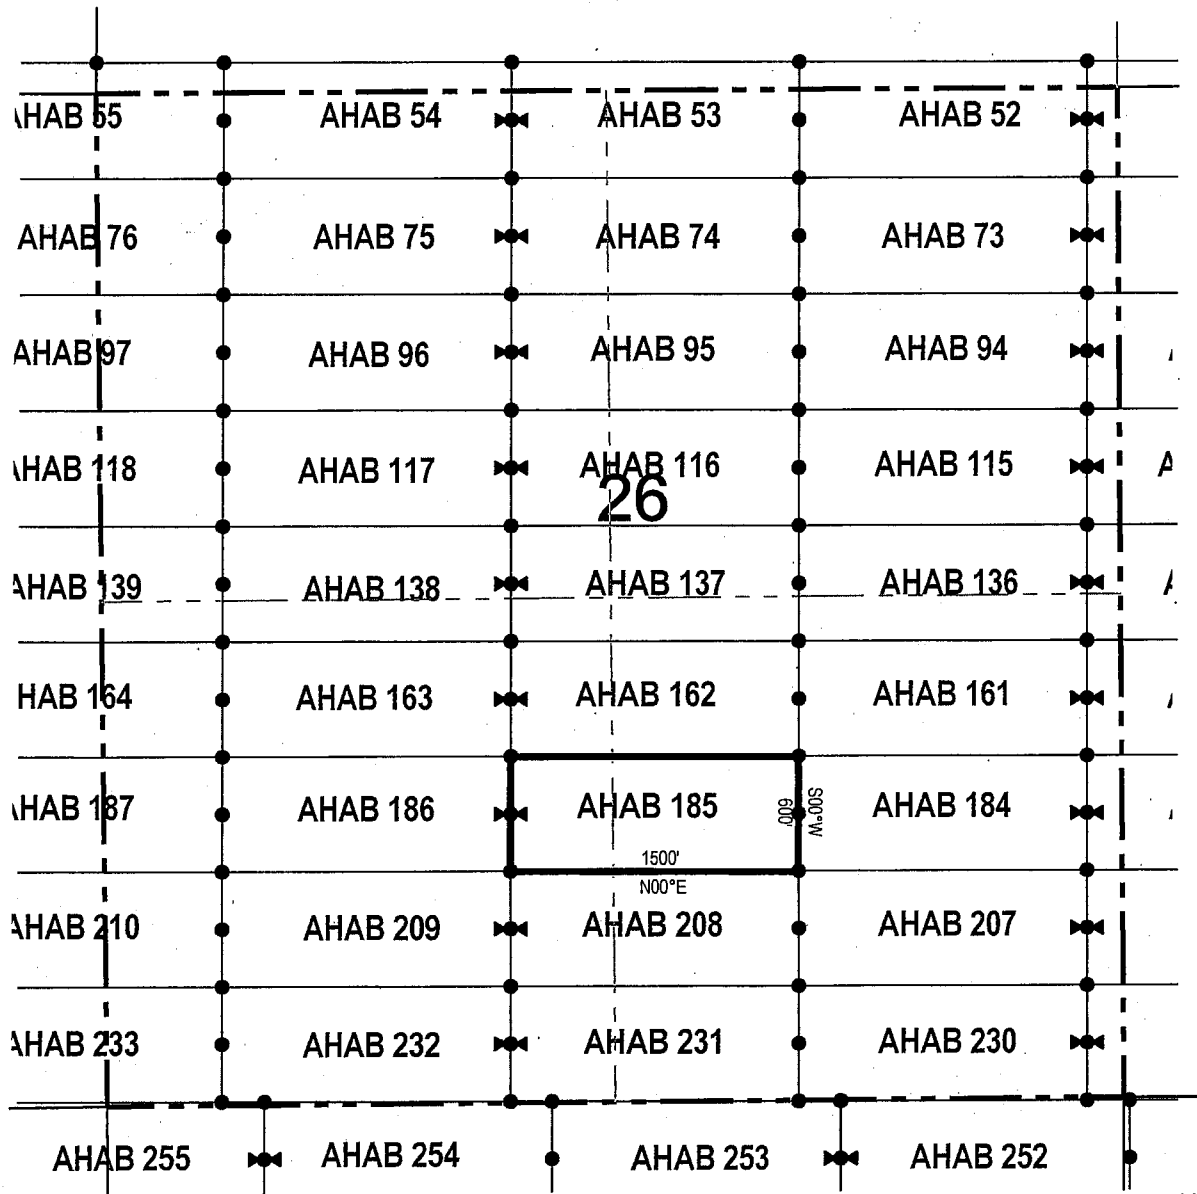 AHAB 55 AHAB 54 AHAB 53 AHAB 52
AHAB 76 AHAB 75 AHAB 74 AHAB 73
AHAB 97 AHAB 96 AHAB 95 AHAB 94
AHAB 118 AHAB 117 AHAB 116 AHAB 115 A
26
AHAB 139 AHAB 138 AHAB 137 AHAB 136
HAB 164 AHAB 163 AHAB 162 AHAB 161
AHAB 187 AHAB 186 AHAB 185 600' S00°W AHAB 184
1500'
N00°E
AHAB 210 AHAB 209 AHAB 208 AHAB 207
AHAB 233 AHAB 232 AHAB 231 AHAB 230
AHAB 255 AHAB 254 AHAB 253 AHAB 252